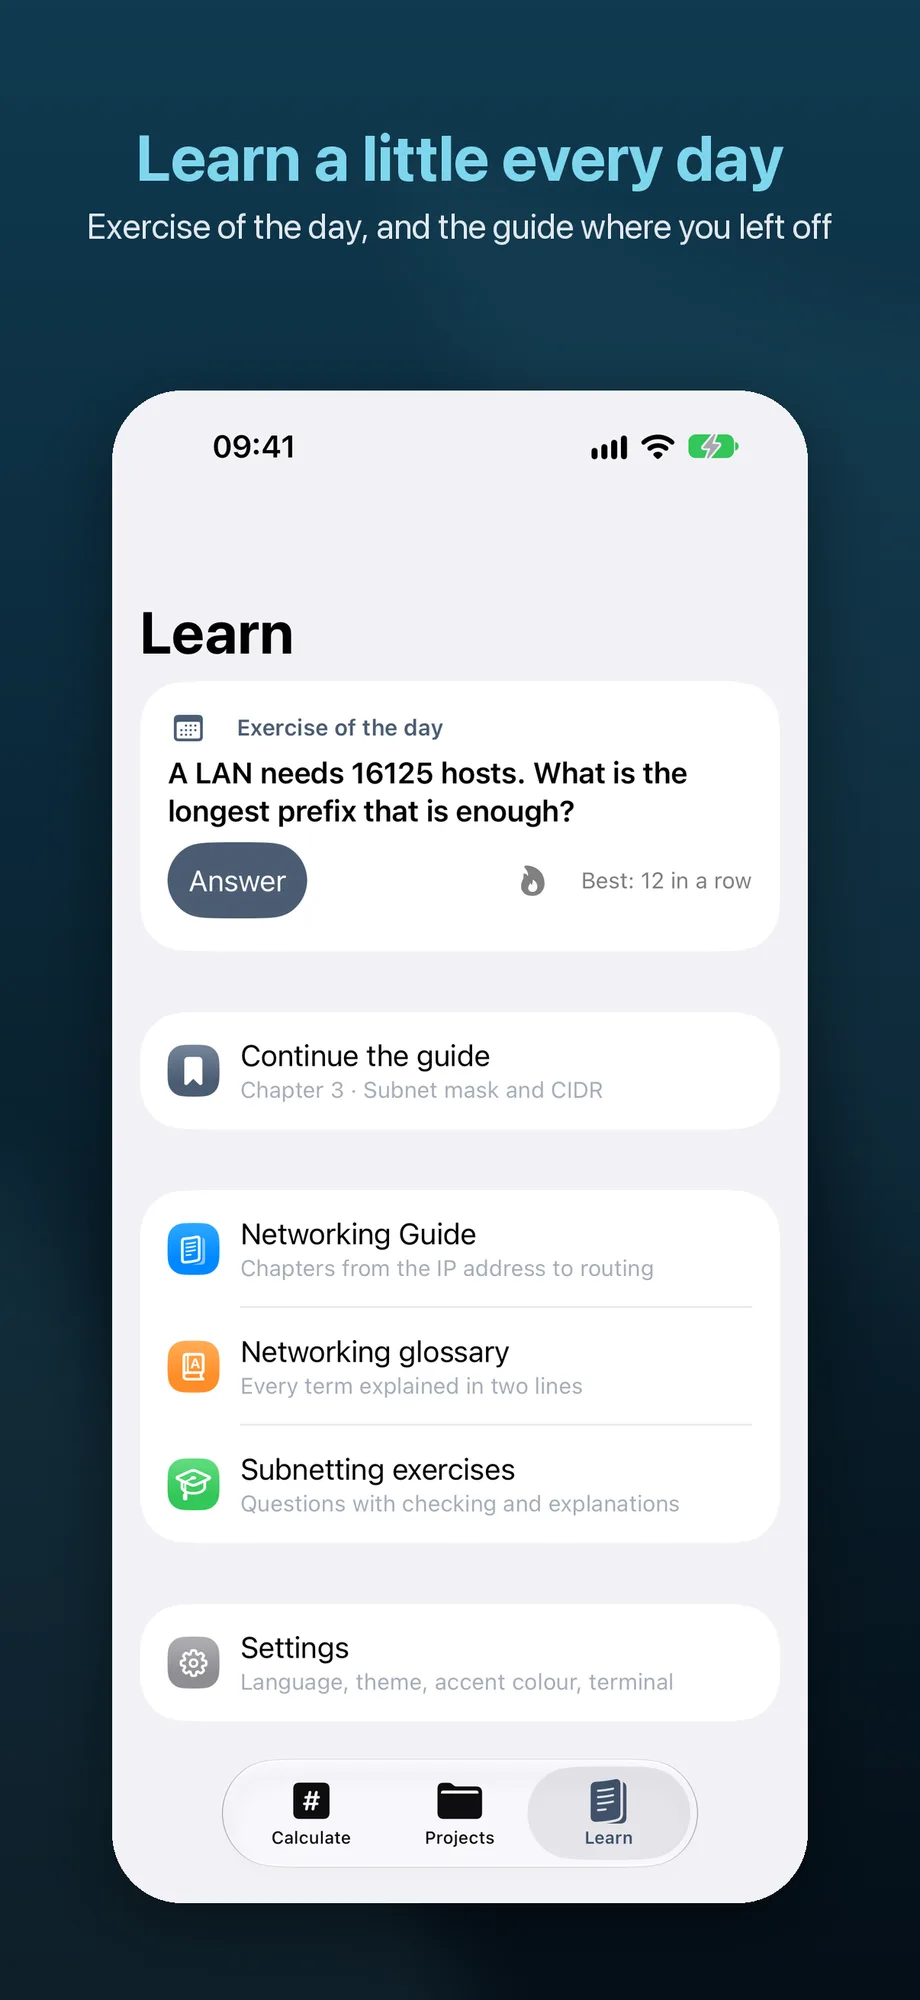 Learn a little every day
Exercise of the day, and the guide where you left off
09:41
Learn
Exercise of the day
A LAN needs 16125 hosts. What is the
longest prefix that is enough?
Answer
Best: 12 in a row
Continue the guide
Chapter 3 · Subnet mask and CIDR
Networking Guide
Chapters from the IP address to routing
Networking glossary
Every term explained in two lines
Subnetting exercises
Questions with checking and explanations
Settings
Language, theme, accent colour, terminal
Calculate
Projects
Learn